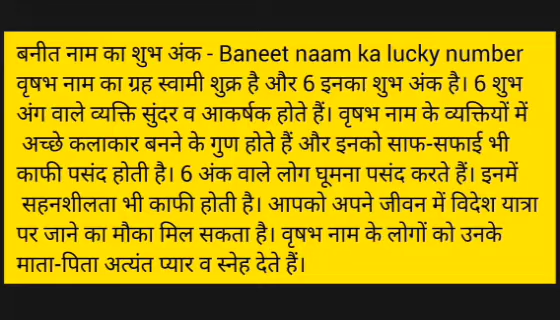 बनीत नाम का शुभ अंक - Baneet naam ka lucky number
वृषभ नाम का ग्रह स्वामी शुक्र है और 6 इनका शुभ अंक है। 6 शुभ
अंग वाले व्यक्ति सुंदर व आकर्षक होते हैं। वृषभ नाम के व्यक्तियों में
अच्छे कलाकार बनने के गुण होते हैं और इनको साफ-सफाई भी
काफी पसंद होती है। 6 अंक वाले लोग घूमना पसंद करते हैं। इनमें
सहनशीलता भी काफी होती है। आपको अपने जीवन में विदेश यात्रा
पर जाने का मौका मिल सकता है। वृषभ नाम के लोगों को उनके
माता-पिता अत्यंत प्यार व स्नेह देते हैं।